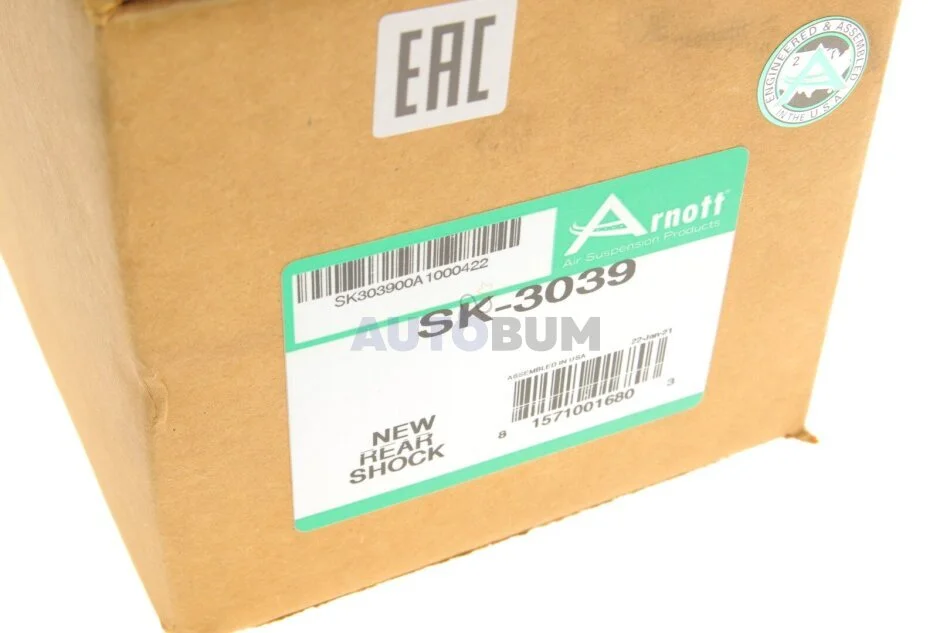 EAC
ENGINEERED & ASSEMBLED
IN THE U.S.A
Arnott™
Air Suspension Products
SK303900A1000422
SK-3039
AUTOBUM
ASSEMBLED IN USA
22-Jan-21
8 1571001680 3
NEW
REAR
SHOCK